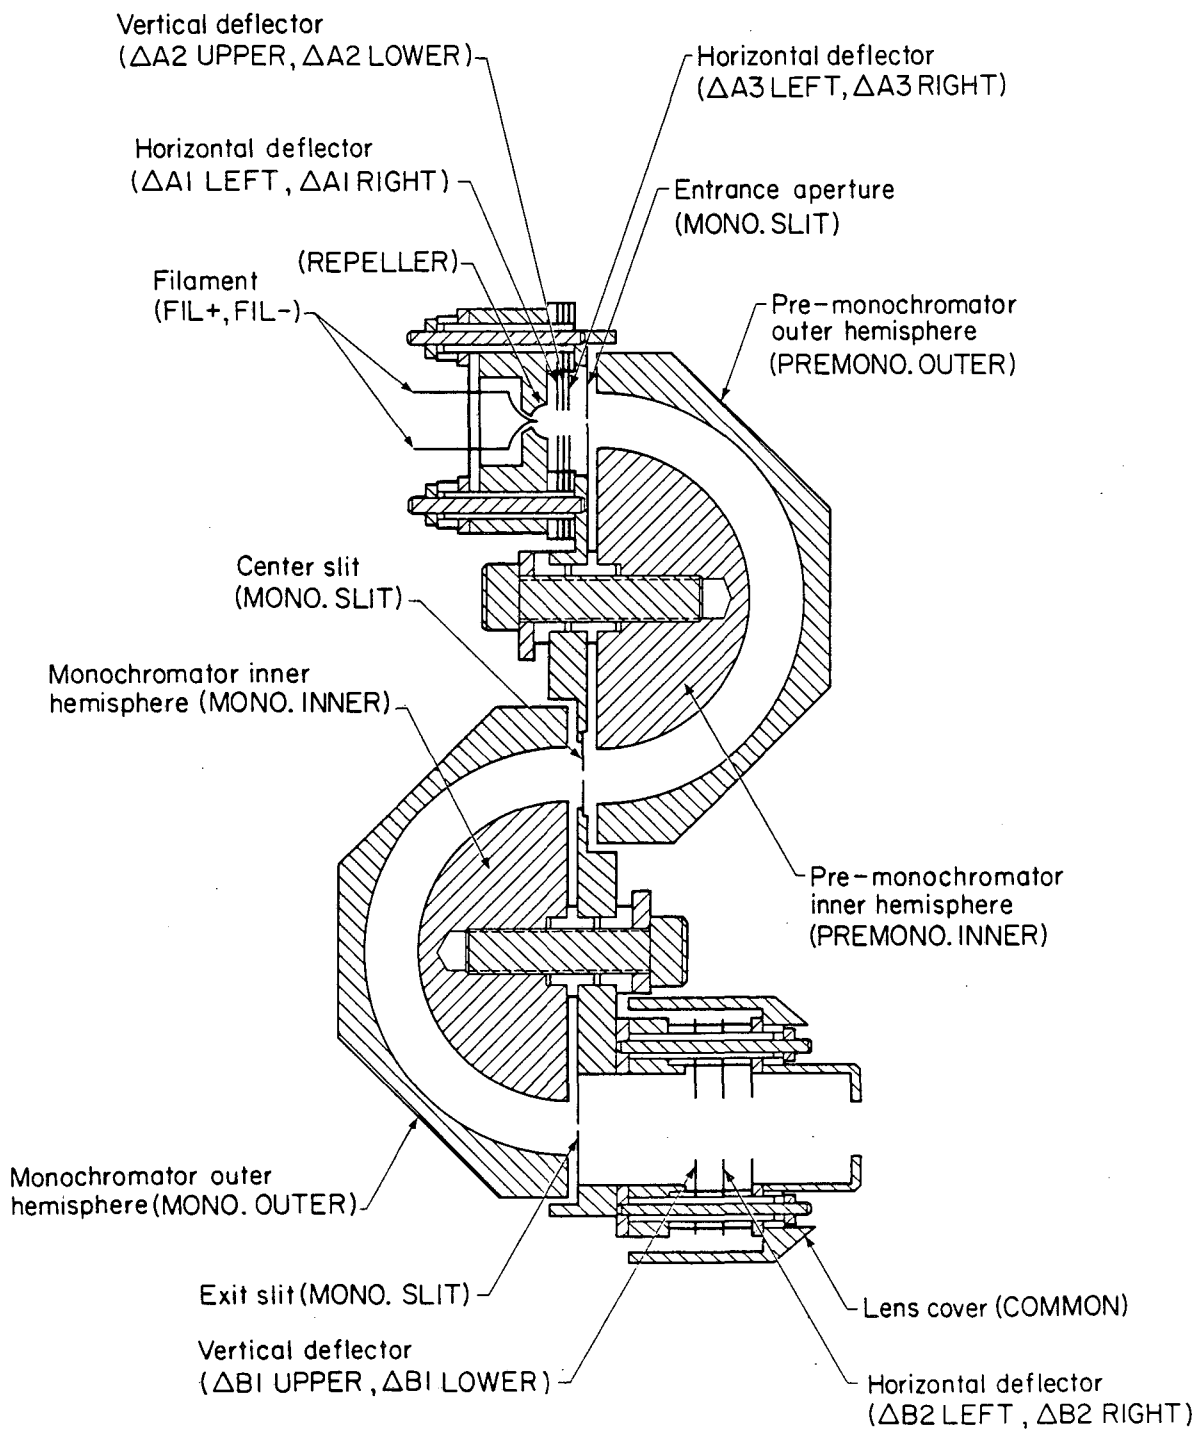 Vertical deflector
(ΔA2 UPPER, ΔA2 LOWER)
Horizontal deflector
(ΔA3 LEFT, ΔA3 RIGHT)
Horizontal deflector
(ΔA1 LEFT, ΔA1 RIGHT)
Entrance aperture
(MONO. SLIT)
(REPELLER)
Filament
(FIL+, FIL-)
Pre-monochromator
outer hemisphere
(PREMONO. OUTER)
Center slit
(MONO. SLIT)
Monochromator inner
hemisphere (MONO. INNER)
Pre-monochromator
inner hemisphere
(PREMONO. INNER)
Monochromator outer
hemisphere (MONO. OUTER)
Exit slit (MONO. SLIT)
Lens cover (COMMON)
Vertical deflector
(ΔB1 UPPER, ΔB1 LOWER)
Horizontal deflector
(ΔB2 LEFT, ΔB2 RIGHT)